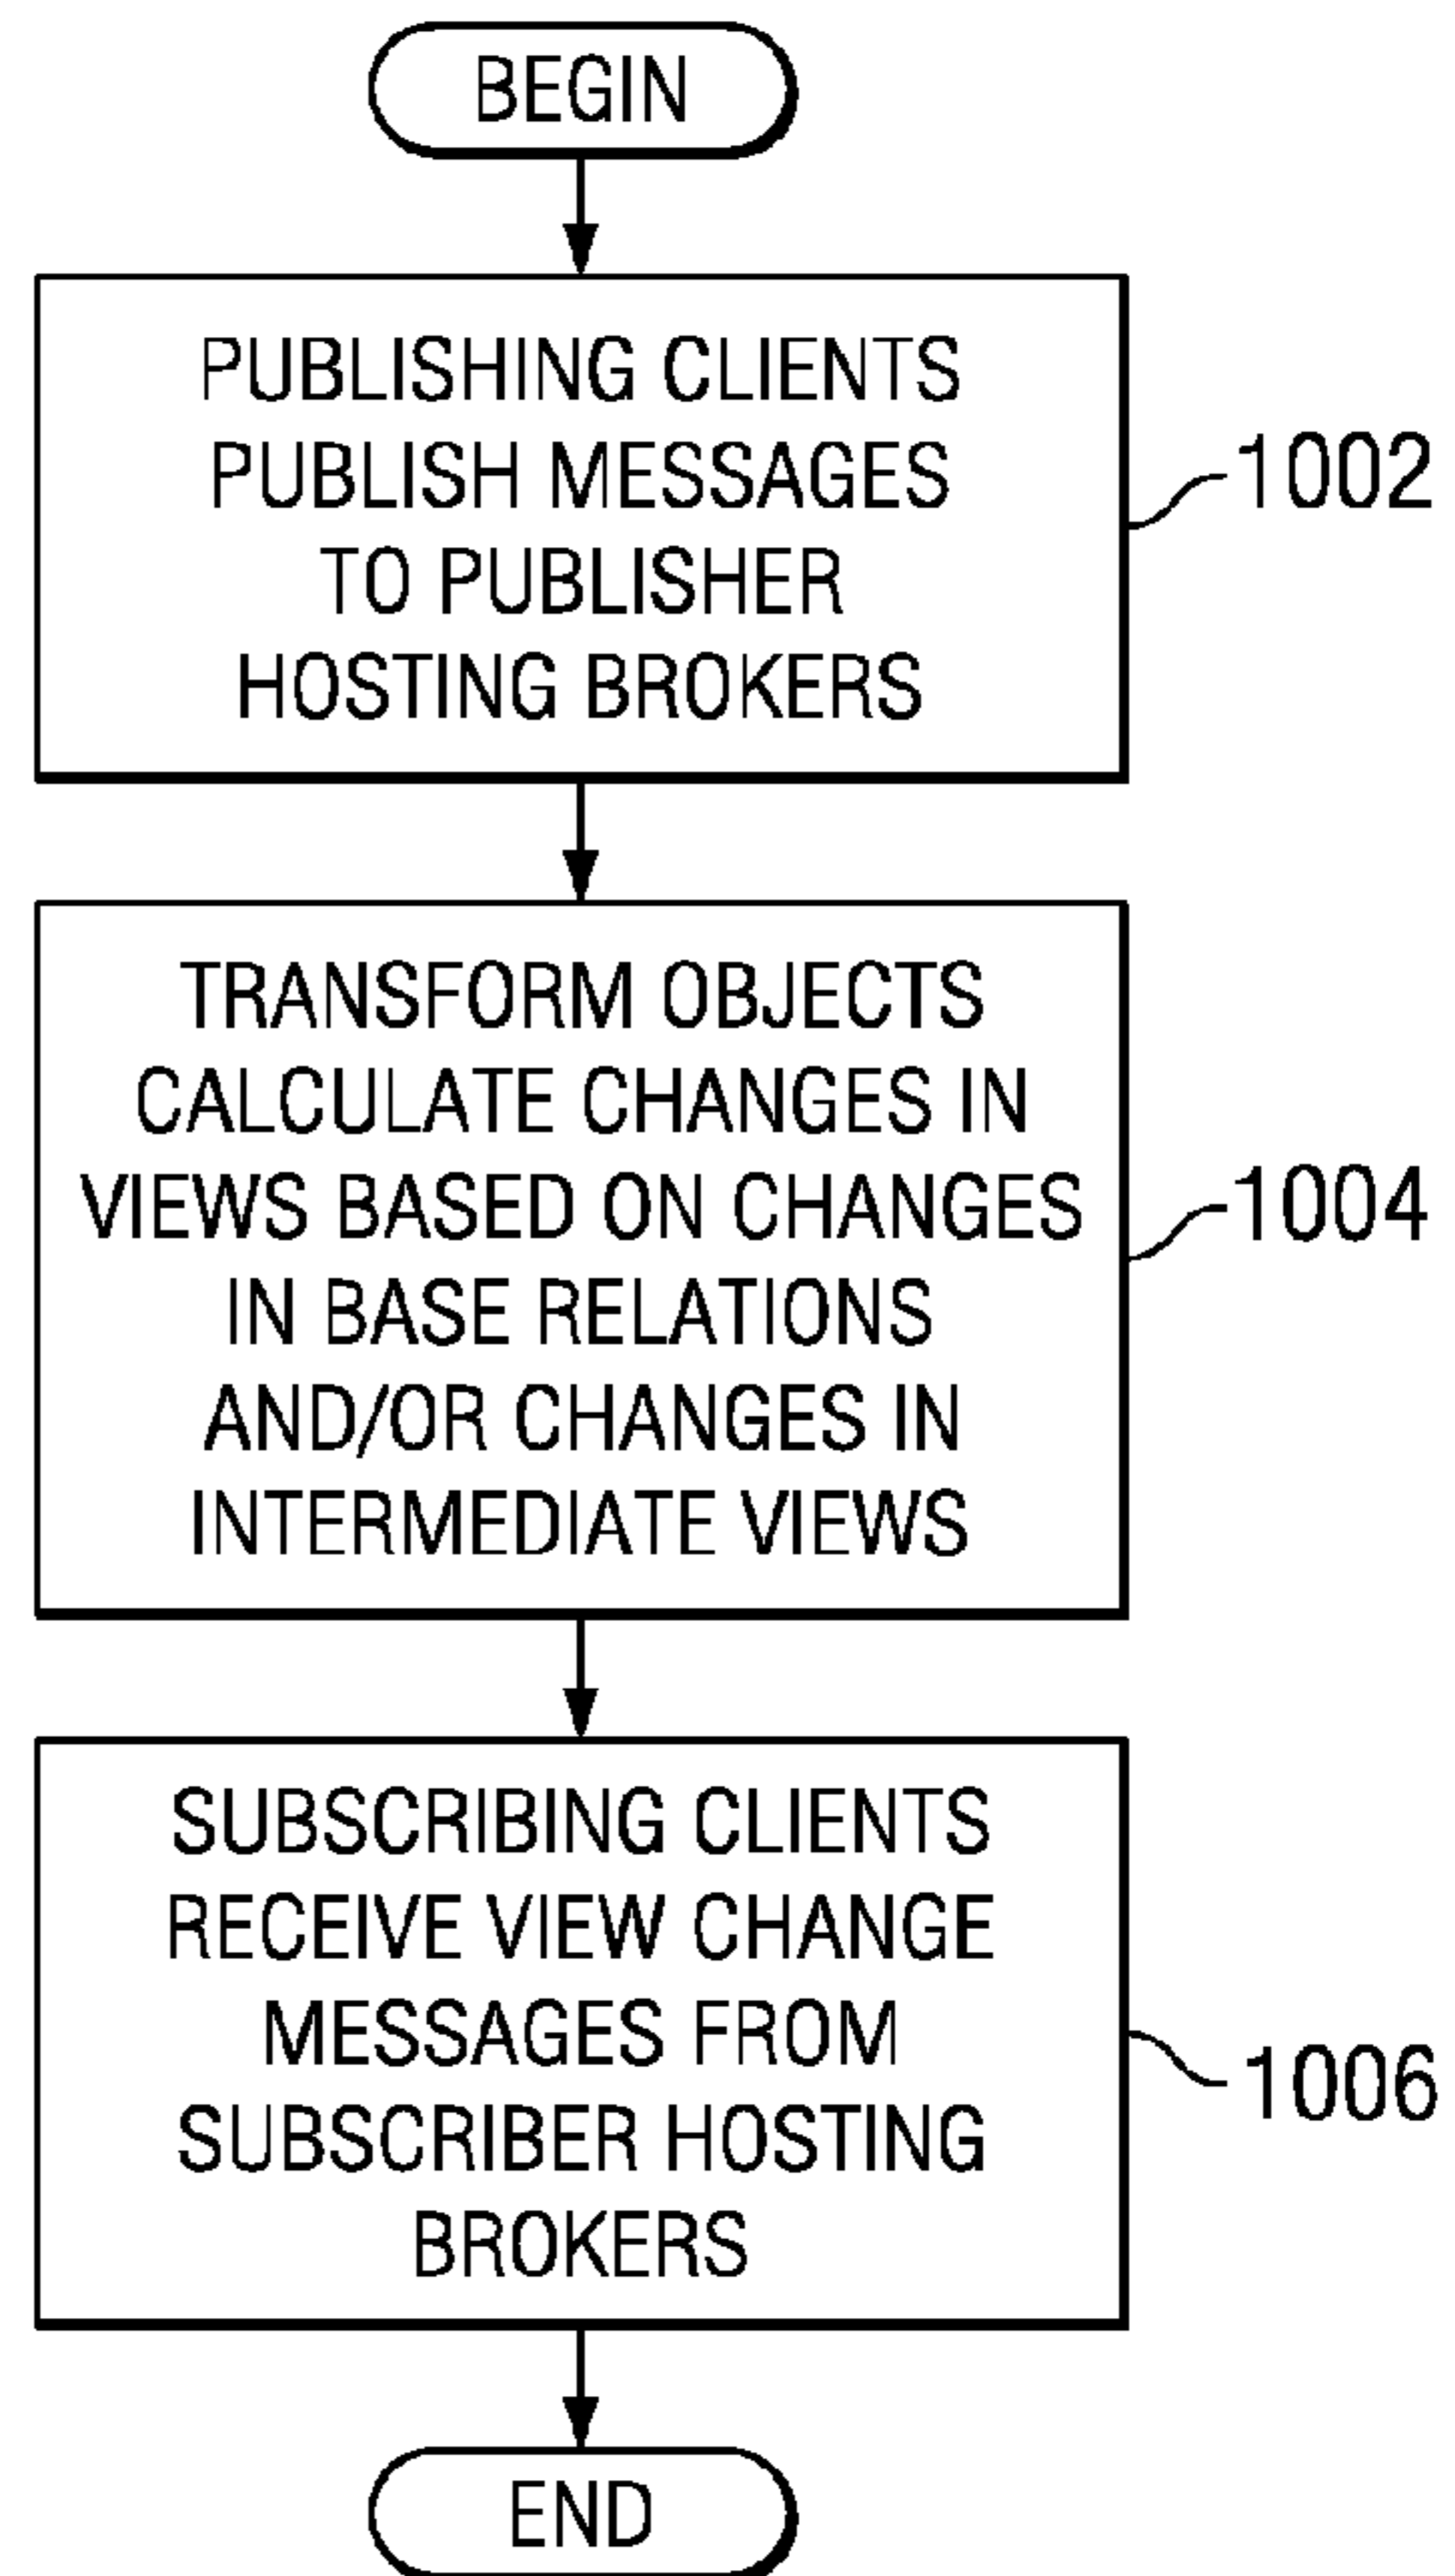 BEGIN
PUBLISHING CLIENTS
PUBLISH MESSAGES
TO PUBLISHER
HOSTING BROKERS
1002
TRANSFORM OBJECTS
CALCULATE CHANGES IN
VIEWS BASED ON CHANGES
IN BASE RELATIONS
AND/OR CHANGES IN
INTERMEDIATE VIEWS
1004
SUBSCRIBING CLIENTS
RECEIVE VIEW CHANGE
MESSAGES FROM
SUBSCRIBER HOSTING
BROKERS
1006
END